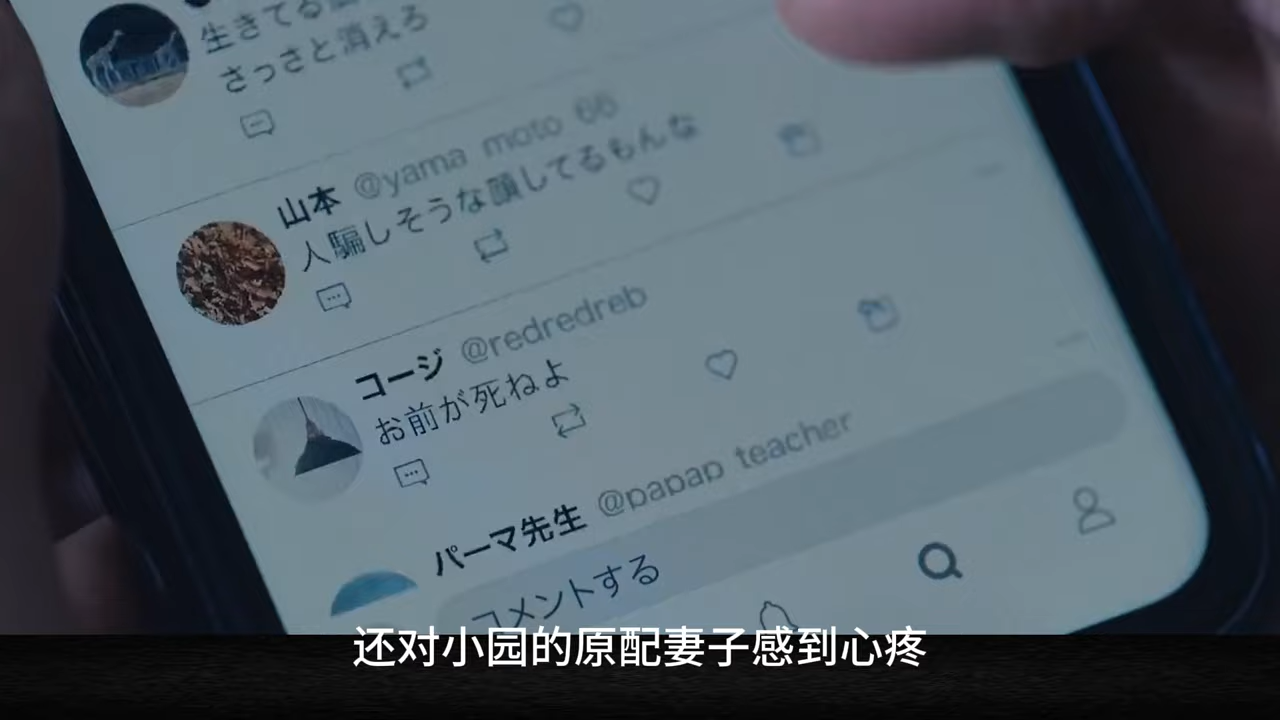 生きてる
さっさと消えろ
山本 @yama moto 66
人騙しそうな顔してるもんな
コージ @redredreb
お前が死ねよ
パーマ先生 @papap teacher
コメントする
还对小园的原配妻子感到心疼